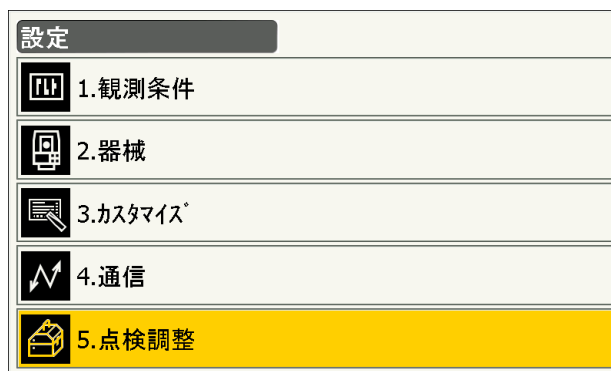 設定
1.観測条件
2.器械
3.ｶｽﾀﾏｲｽﾞ
4.通信
5.点検調整